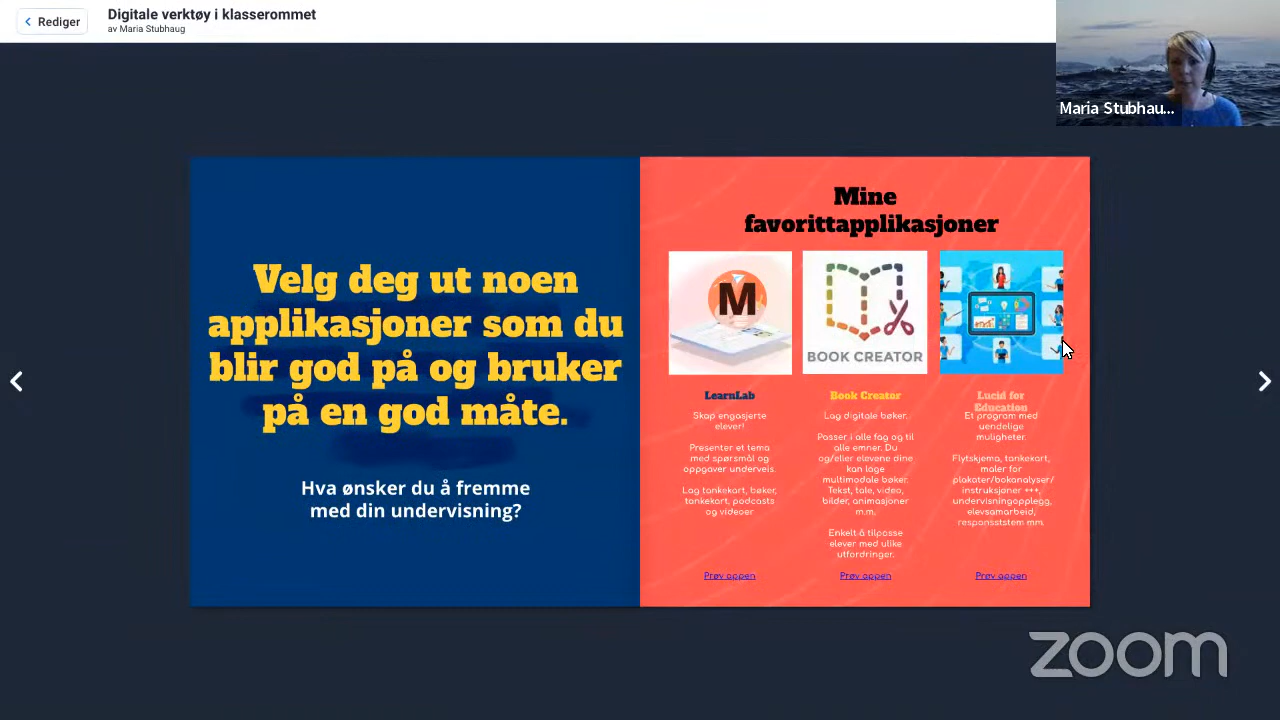 Rediger
Digitale verktøy i klasserommet
av Maria Stubhaug
Maria Stubhau...
Velg deg ut noen
applikasjoner som du
blir god på og bruker
på en god måte.
Hva ønsker du å fremme
med din undervisning?
Mine
favorittapplikasjoner
M
BOOK CREATOR
LearnLab
Skap engasjerte
elever!
Presenter et tema
med spørsmål og
oppgaver underveis.
Lag tankekart, bøker,
tankekart, podcasts
og videoer
Prøv appen
Book Creator
Lag digitale bøker.
Passer i alle fag og til
alle emner. Du
og/eller elevene dine
kan lage
multimodale bøker.
Tekst, tale, video,
bilder, animasjoner
m.m.
Enkelt å tilpasse
elever med ulike
utfordringer.
Prøv appen
Lucid for
Education
Et program med
uendelige
muligheter.
Flytskjema, tankekart,
maler for
plakater/bokanalyser/
instruksjoner +++,
undervisningopplegg,
elevsamarbeid,
responsstsem mm.
Prøv appen
zoom